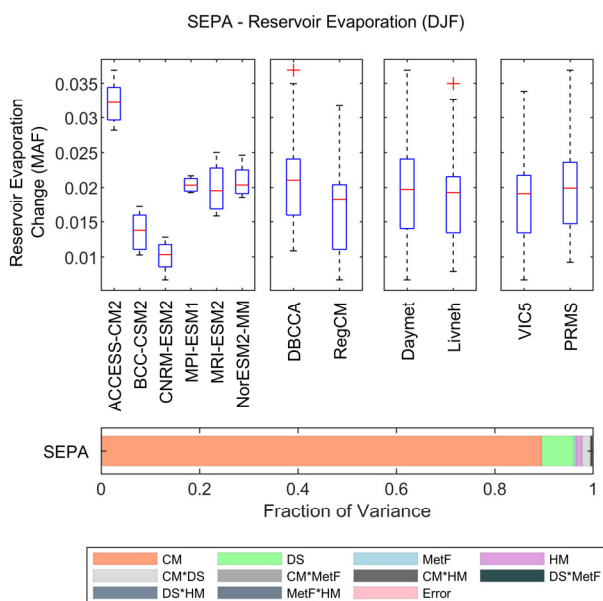 SEPA - Reservoir Evaporation (DJF)
Reservoir Evaporation
Change (MAF)
0.035
0.03
0.025
0.02
0.015
0.01
ACCESS-CM2
BCC-CSM2
CNRM-ESM2
MPI-ESM1
MRI-ESM2
NorESM2-MM
DBCCA
RegCM
Daymet
Livneh
VIC5
PRMS
SEPA
0 0.2 0.4 0.6 0.8 1
Fraction of Variance
CM DS MetF HM
CM*DS CM*MetF CM*HM DS*MetF
DS*HM MetF*HM Error